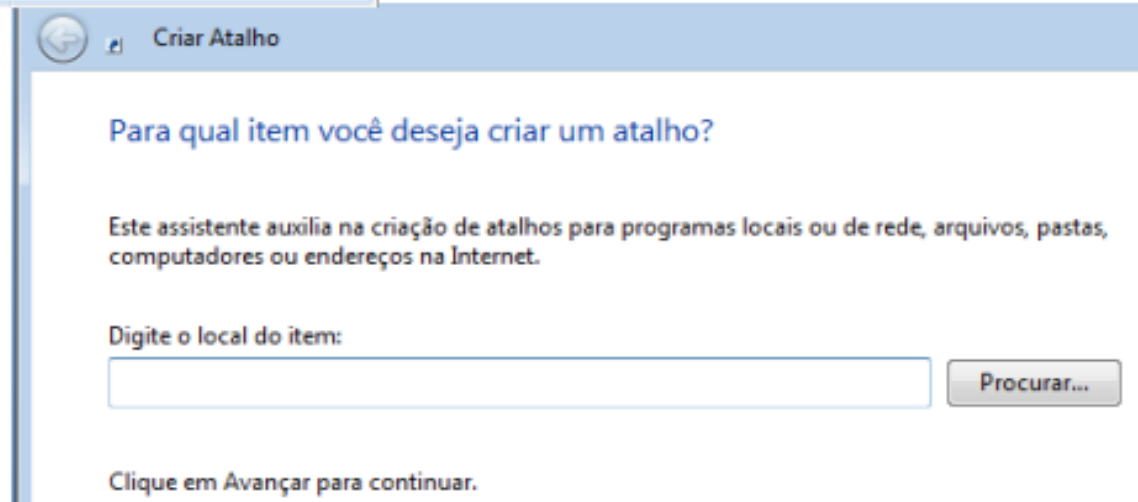 Criar Atalho
Para qual item você deseja criar um atalho?
Este assistente auxilia na criação de atalhos para programas locais ou de rede, arquivos, pastas,
computadores ou endereços na Internet.
Digite o local do item:
Procurar...
Clique em Avançar para continuar.